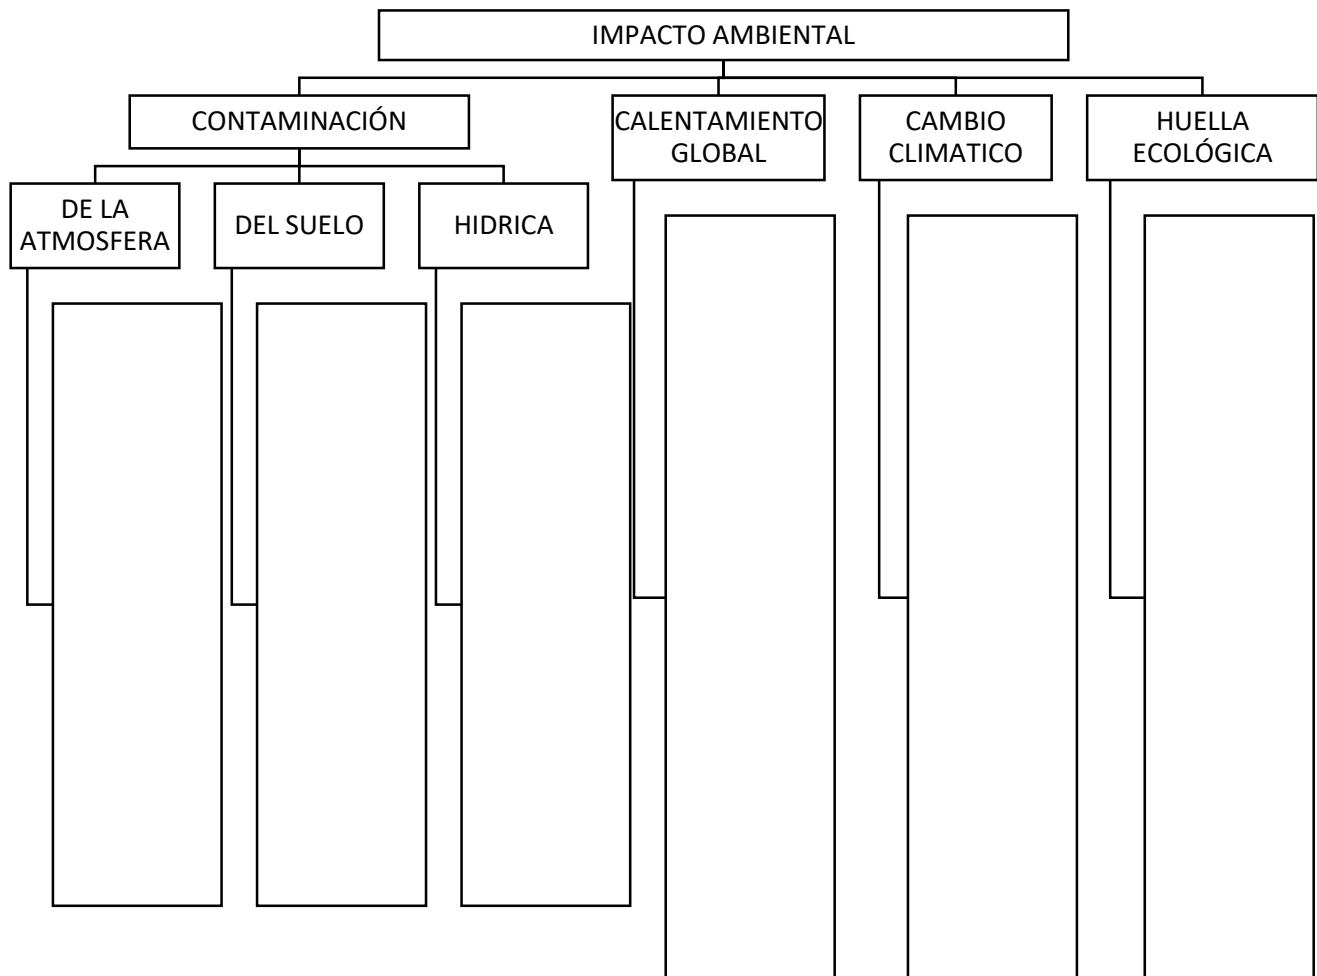 IMPACTO AMBIENTAL
CONTAMINACIÓN
CALENTAMIENTO
GLOBAL
CAMBIO
CLIMATICO
HUELLA
ECOLÓGICA
DE LA
ATMOSFERA
DEL SUELO
HIDRICA